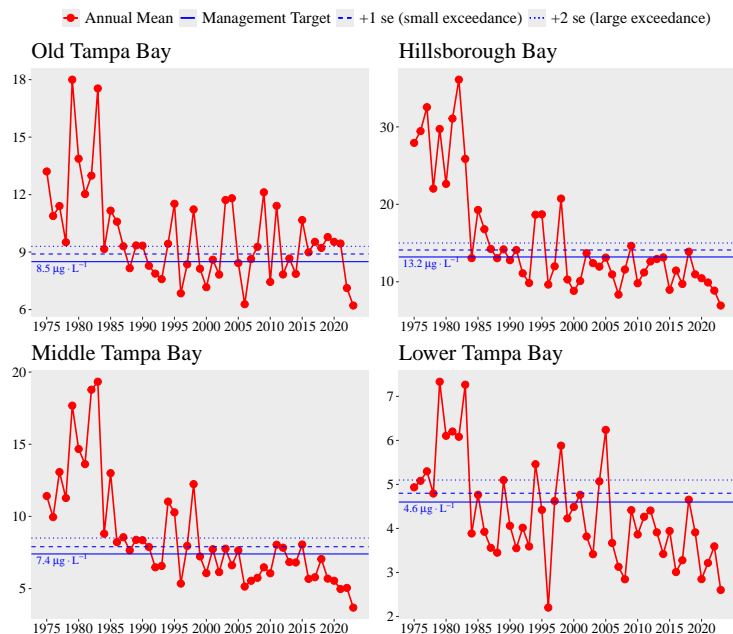 Annual Mean Management Target +1 se (small exceedance) +2 se (large exceedance)
Old Tampa Bay
18
15
12
9
6
8.5 μg·L⁻¹
1975 1980 1985 1990 1995 2000 2005 2010 2015 2020
Hillsborough Bay
30
20
10
13.2 μg·L⁻¹
1975 1980 1985 1990 1995 2000 2005 2010 2015 2020
Middle Tampa Bay
20
15
10
5
7.4 μg·L⁻¹
1975 1980 1985 1990 1995 2000 2005 2010 2015 2020
Lower Tampa Bay
7
6
5
4
3
2
4.6 μg·L⁻¹
1975 1980 1985 1990 1995 2000 2005 2010 2015 2020